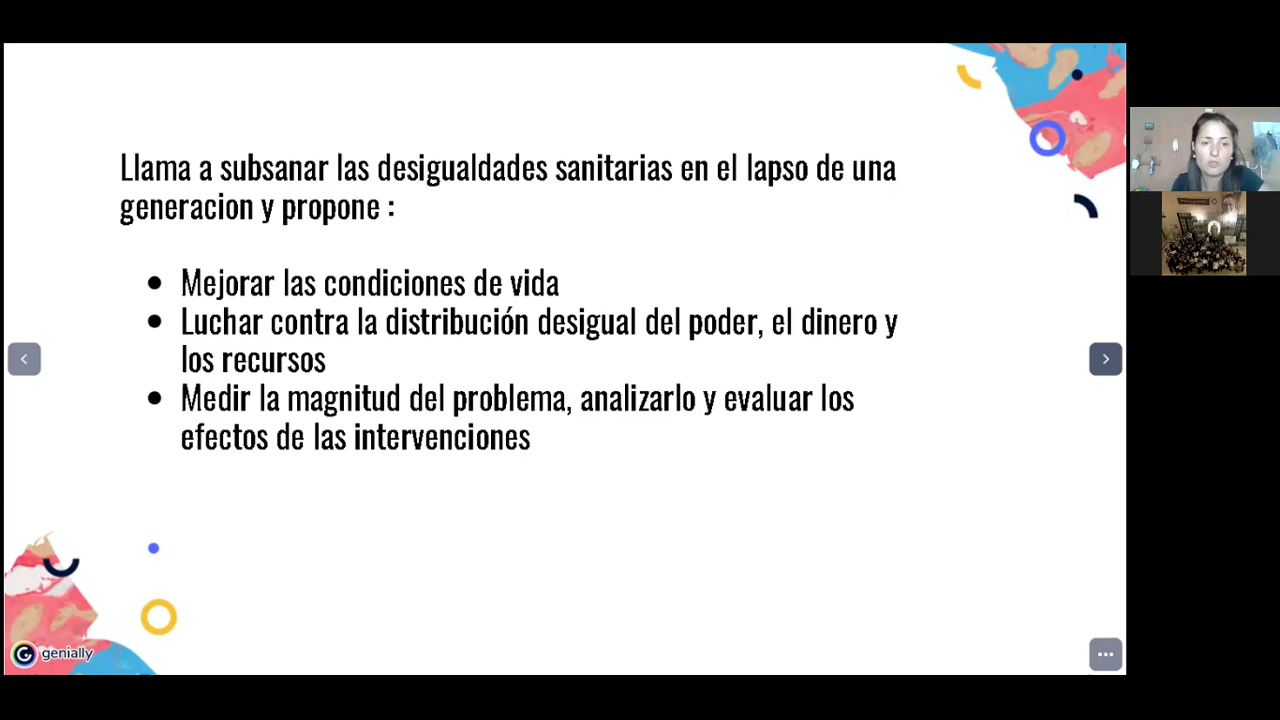 Llama a subsanar las desigualdades sanitarias en el lapso de una
generacion y propone :
• Mejorar las condiciones de vida
• Luchar contra la distribución desigual del poder, el dinero y
los recursos
• Medir la magnitud del problema, analizarlo y evaluar los
efectos de las intervenciones
genially